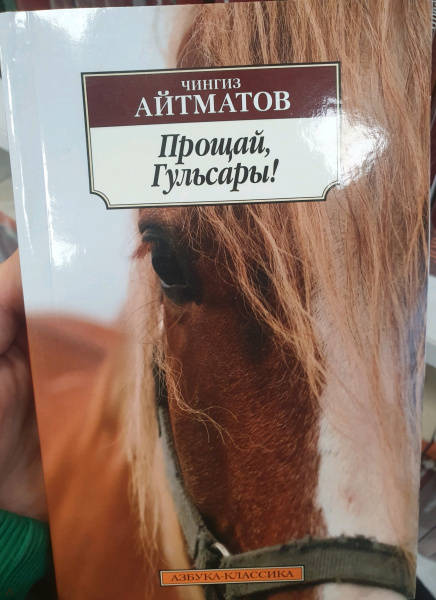 ЧИНГИЗ
АЙТМАТОВ
Прощай,
Гульсары!
АЗБУКА-КЛАССИКА